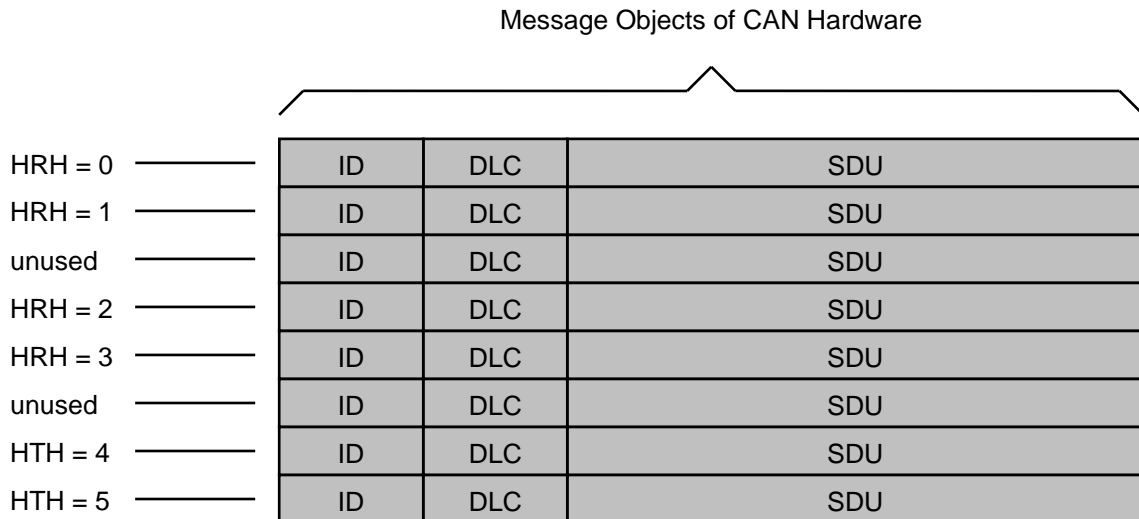 Message Objects of CAN Hardware
HRH = 0 ID DLC SDU
HRH = 1 ID DLC SDU
unused ID DLC SDU
HRH = 2 ID DLC SDU
HRH = 3 ID DLC SDU
unused ID DLC SDU
HTH = 4 ID DLC SDU
HTH = 5 ID DLC SDU